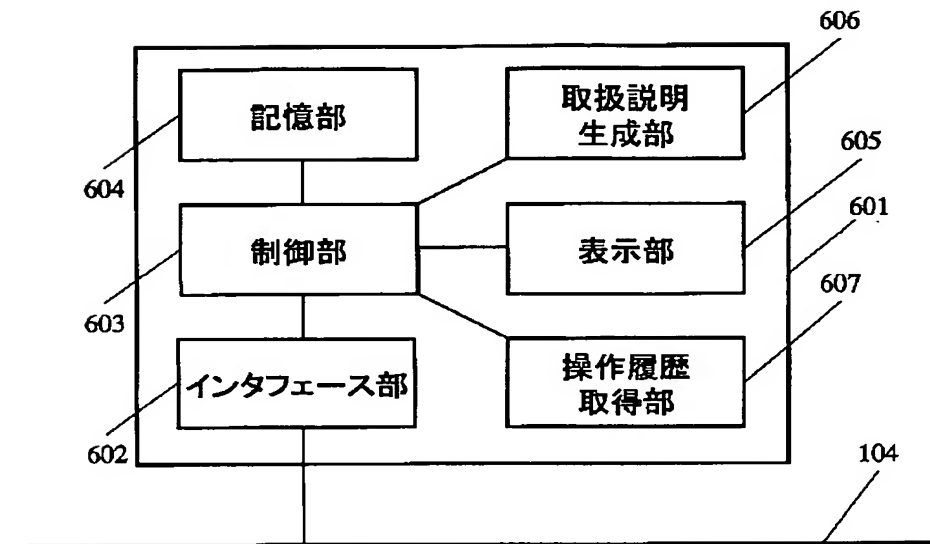 606
記憶部
取扱説明
生成部
605
604
601
制御部
表示部
607
603
インタフェース部
操作履歴
取得部
602
104